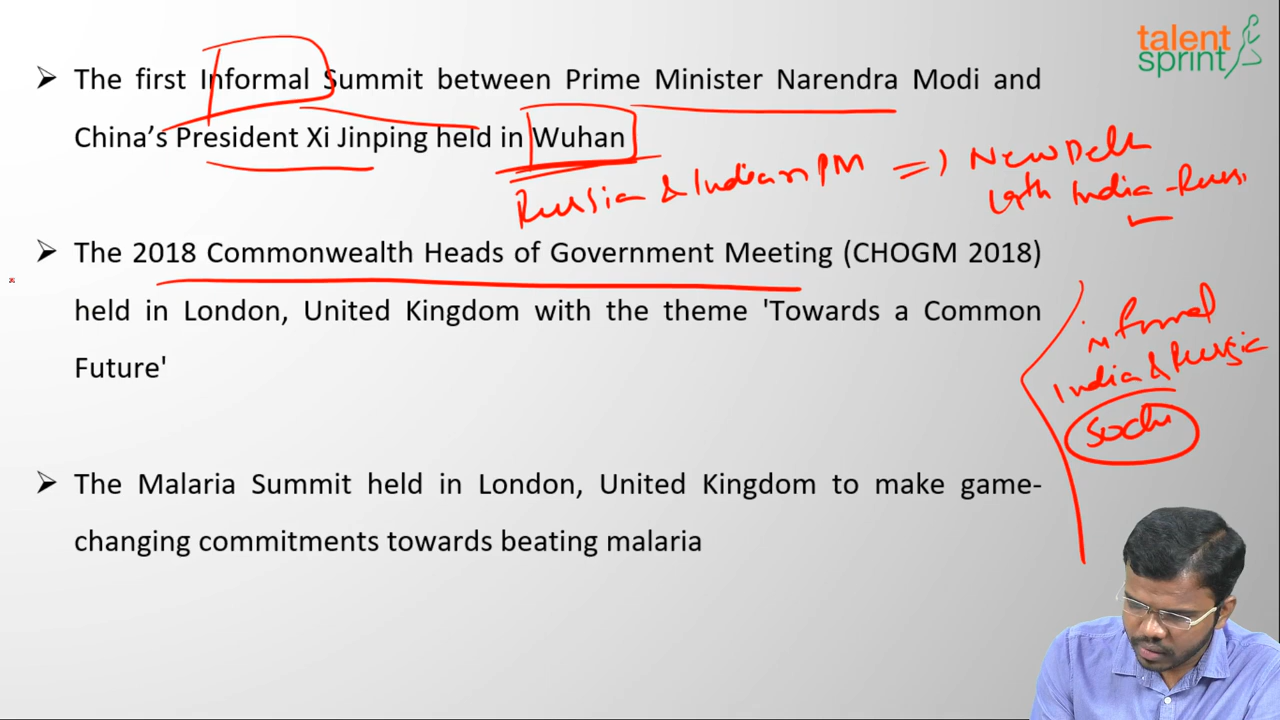 talent
sprint
➤ The first Informal Summit between Prime Minister Narendra Modi and
China's President Xi Jinping held in Wuhan
Russia & Indian PM => New Delh
India - Russi
➤ The 2018 Commonwealth Heads of Government Meeting (CHOGM 2018)
held in London, United Kingdom with the theme 'Towards a Common
Future'
informal
India & Russia
Sochi
➤ The Malaria Summit held in London, United Kingdom to make game-
changing commitments towards beating malaria